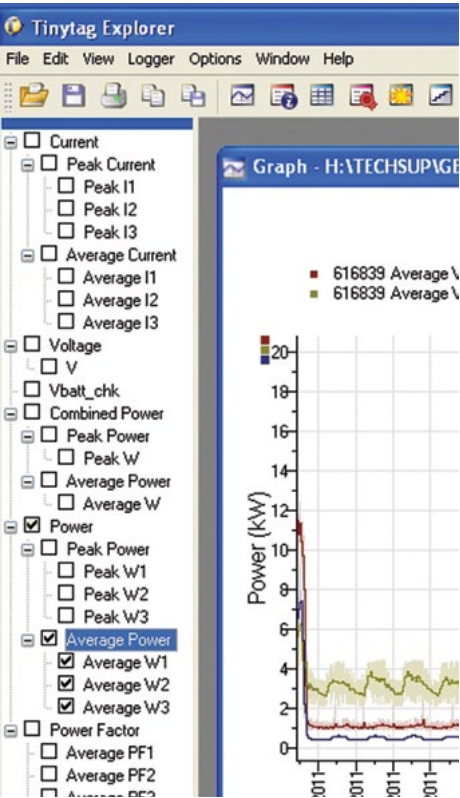 Tinytag Explorer
File Edit View Logger Options Window Help
Current
Peak Current
Peak I1
Peak I2
Peak I3
Average Current
Average I1
Average I2
Average I3
Voltage
V
Vbatt_chk
Combined Power
Peak Power
Peak W
Average Power
Average W
Power
Peak Power
Peak W1
Peak W2
Peak W3
Average Power
Average W1
Average W2
Average W3
Power Factor
Average PF1
Average PF2
Graph - H:\TECHSUP\GE
616839 Average
616839 Average
Power (kW)
20
18
16
14
12
10
8
6
4
2
0
2011
2011
2011
2011